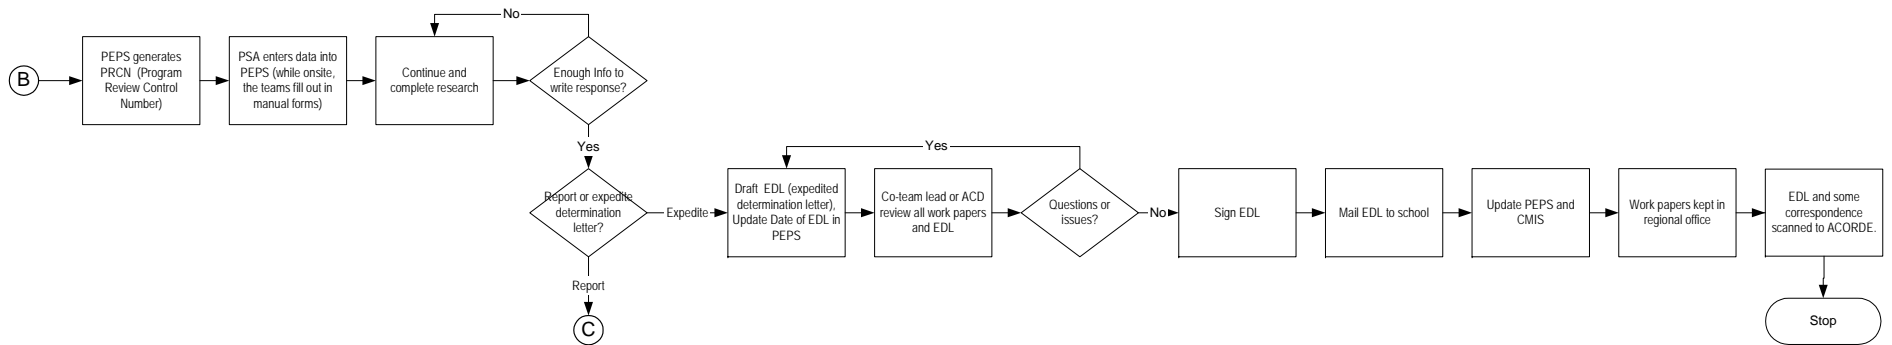 No
B
PEPS generates
PRCN  (Program
Review Control
Number)
PSA enters data into
PEPS (while onsite,
the teams fill out in
manual forms)
Continue and
complete research
Enough Info to
write response?
Yes
Report or expedite
determination
letter?
Expedite
Yes
Draft  EDL (expedited
determination letter),
Update Date of EDL in
PEPS
Co-team lead or ACD
review all work papers
and EDL
Questions or
issues?
No
Sign EDL
Mail EDL to school
Update PEPS and
CMIS
Work papers kept in
regional office
EDL and some
correspondence
scanned to ACORDE.
Report
C
Stop